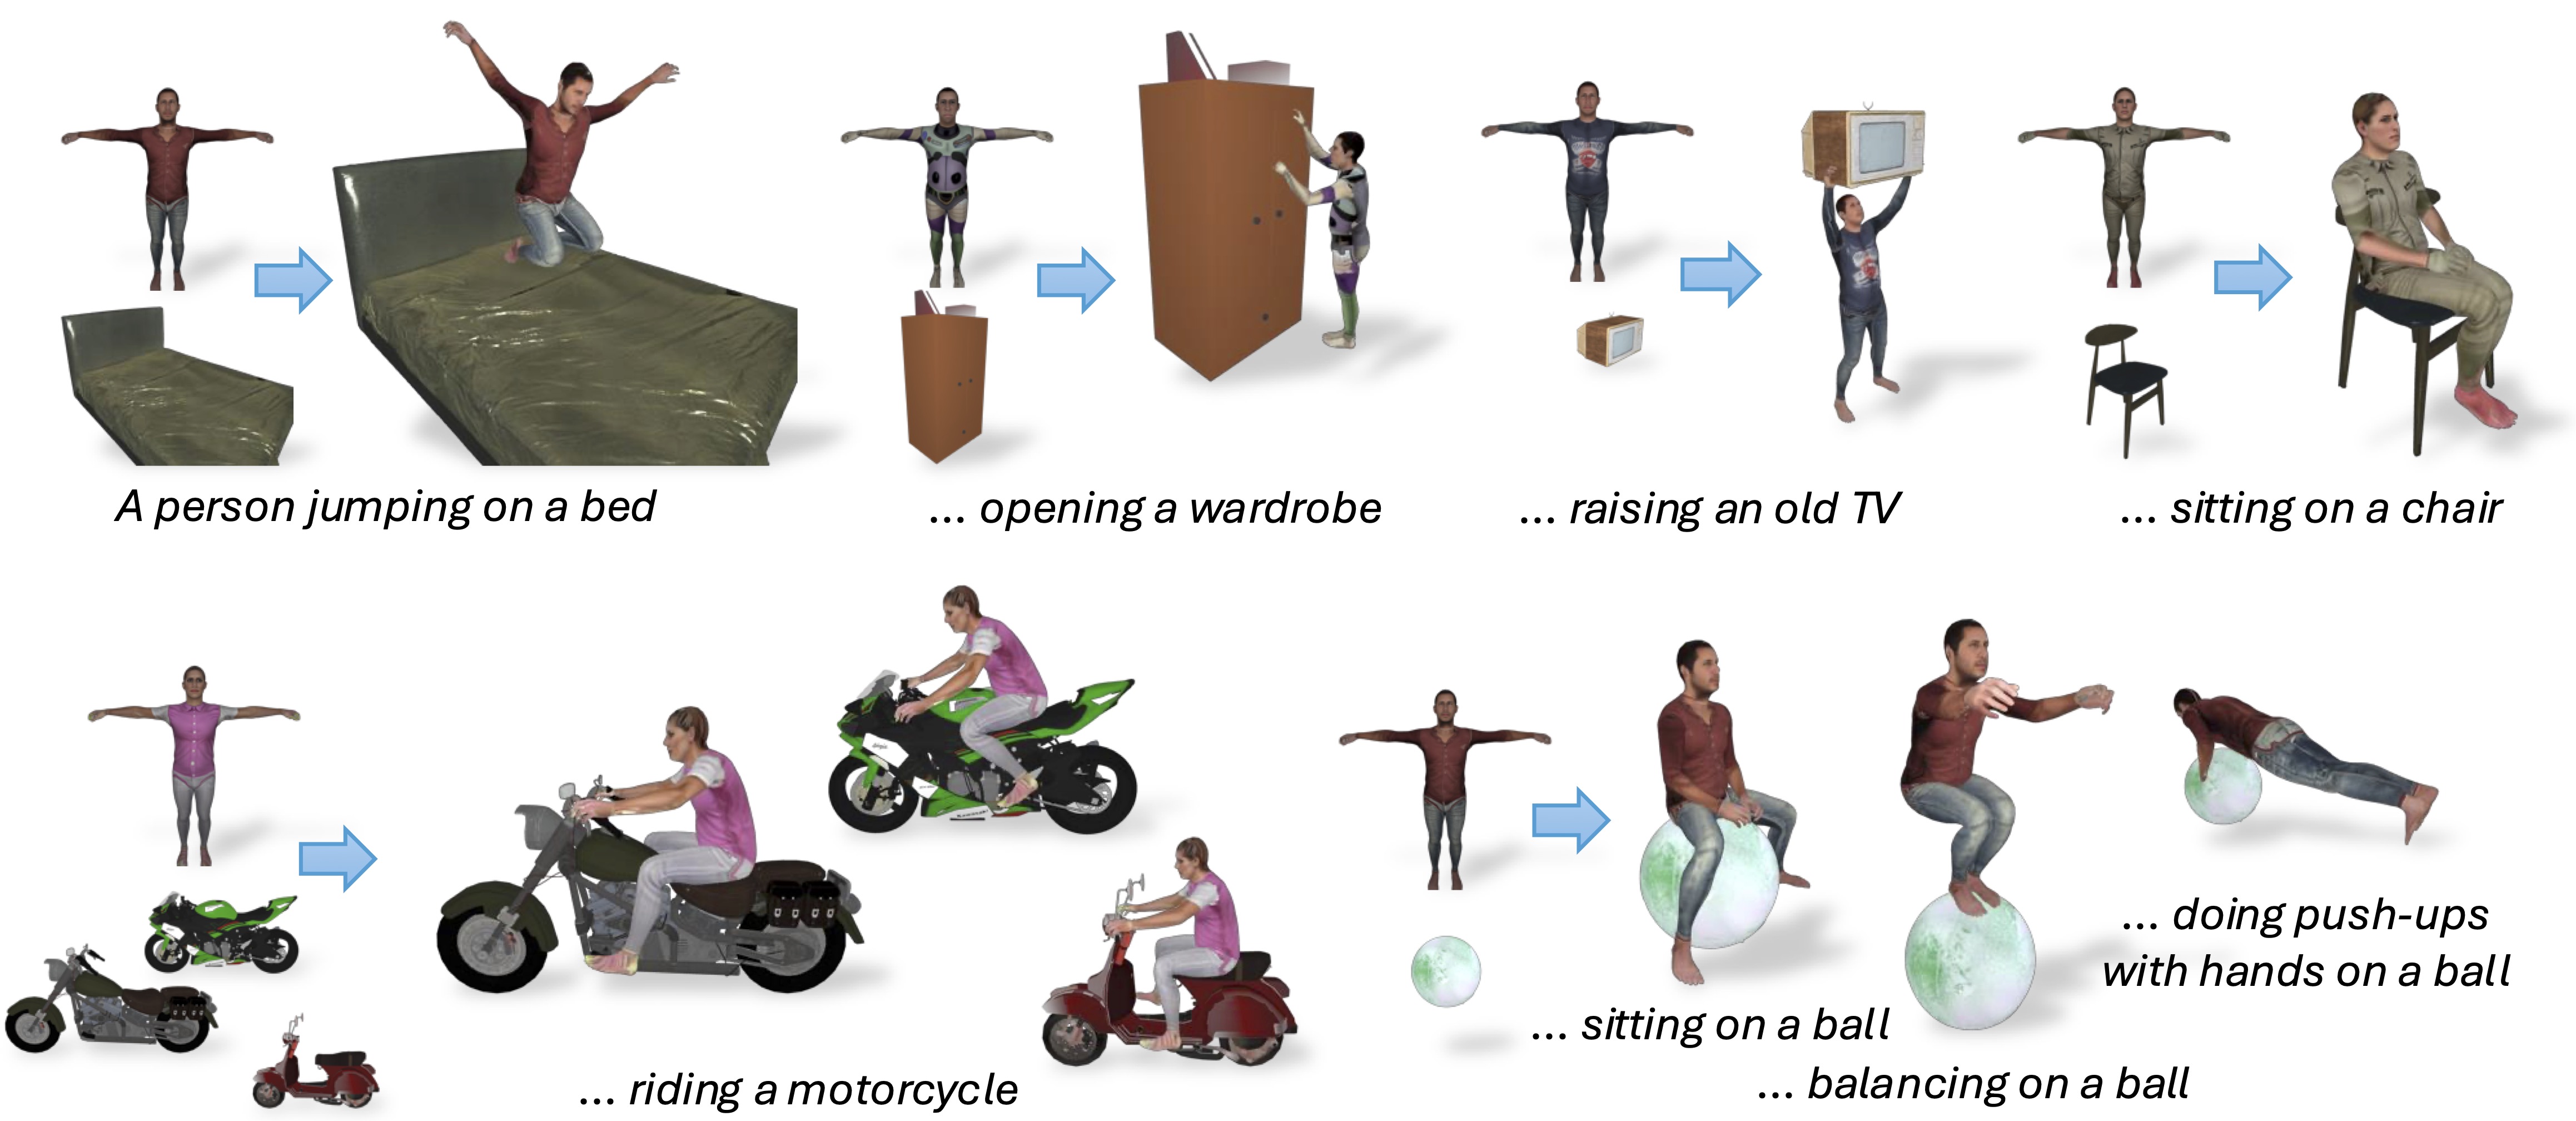 A person jumping on a bed
... opening a wardrobe
... raising an old TV
... sitting on a chair
... riding a motorcycle
... sitting on a ball
... balancing on a ball
... doing push-ups
with hands on a ball